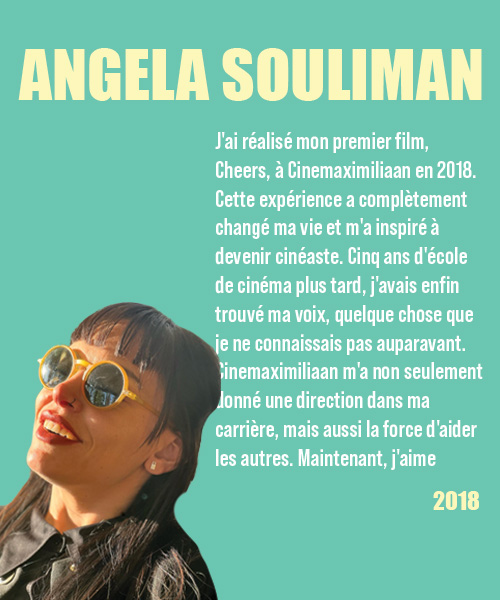 ANGELA SOULIMAN
J'ai réalisé mon premier film,
Cheers, à Cinemaximiliaan en 2018.
Cette expérience a complètement
changé ma vie et m'a inspiré à
devenir cinéaste. Cinq ans d'école
de cinéma plus tard, j'avais enfin
trouvé ma voix, quelque chose que
je ne connaissais pas auparavant.
Cinemaximiliaan m'a non seulement
donné une direction dans ma
carrière, mais aussi la force d'aider
les autres. Maintenant, j'aime
2018